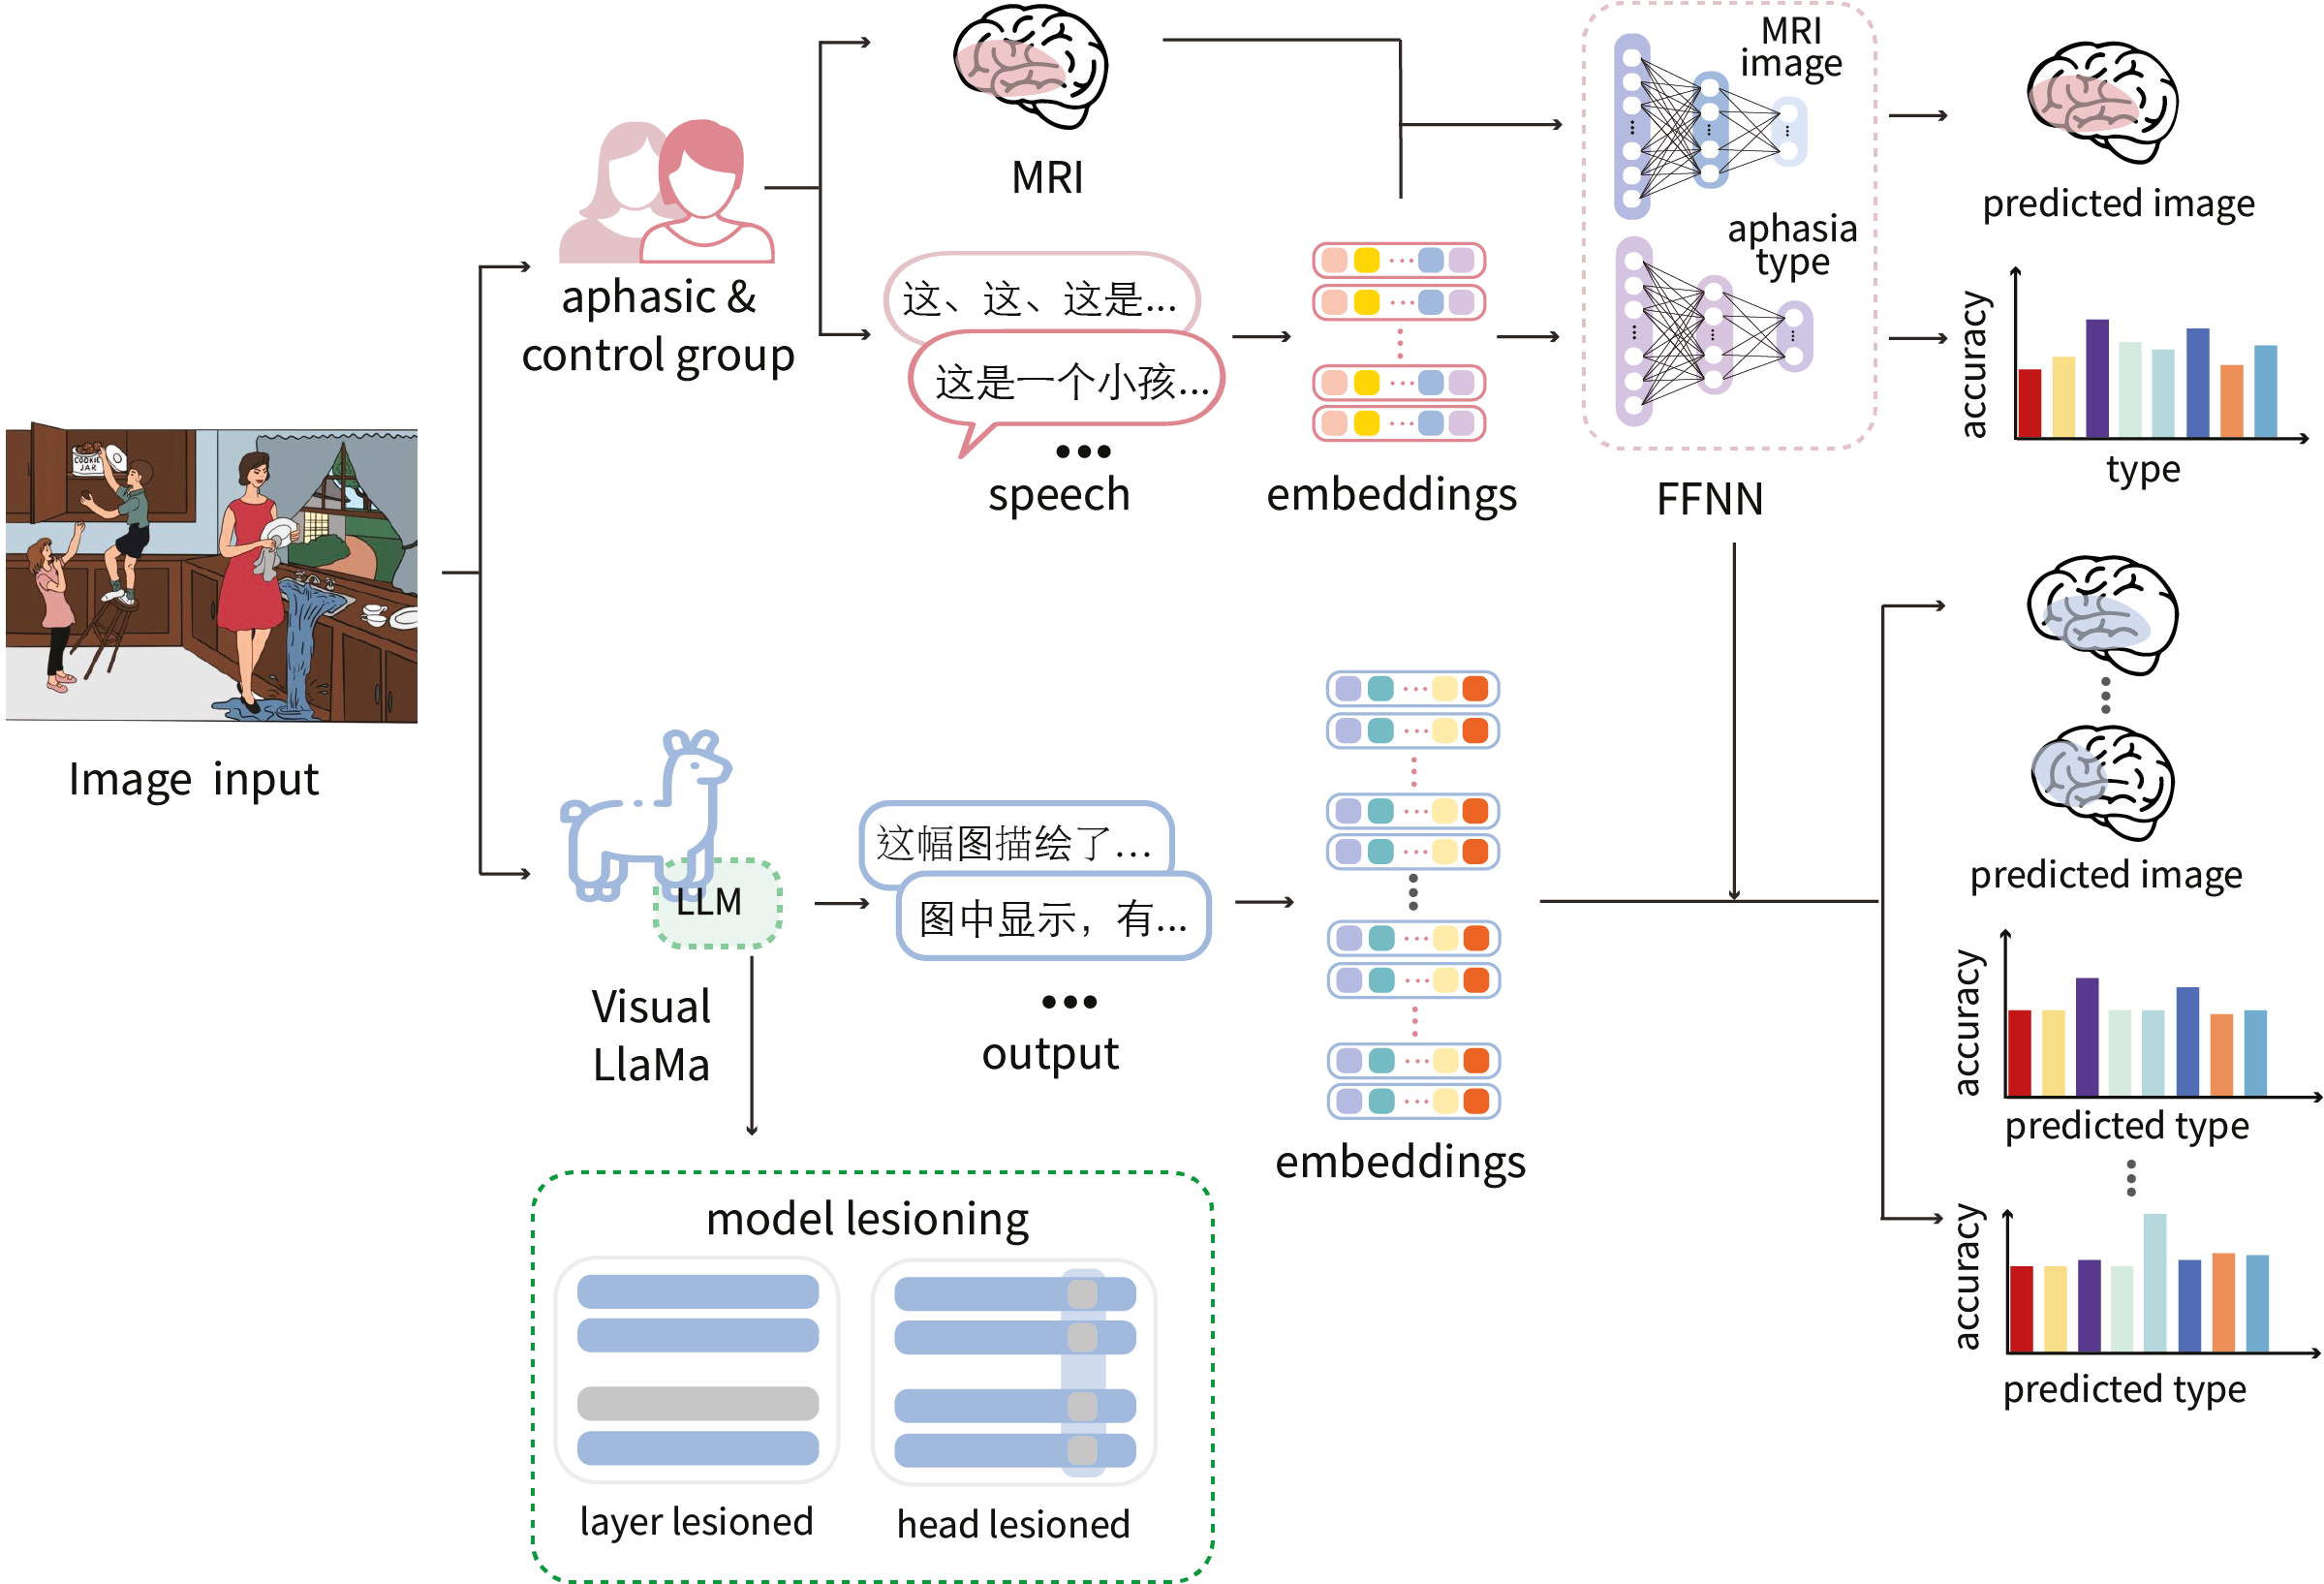 MRI
image
MRI
predicted image
aphasia
type
这、这、这是...
aphasic &
control group
这是一个小孩...
accuracy
type
speech
embeddings
FFNN
COOKIE
JAR
Image input
这幅图描绘了...
LLM
图中显示，有...
predicted image
Visual
LlaMa
output
accuracy
predicted type
embeddings
model lesioning
accuracy
predicted type
layer lesioned
head lesioned